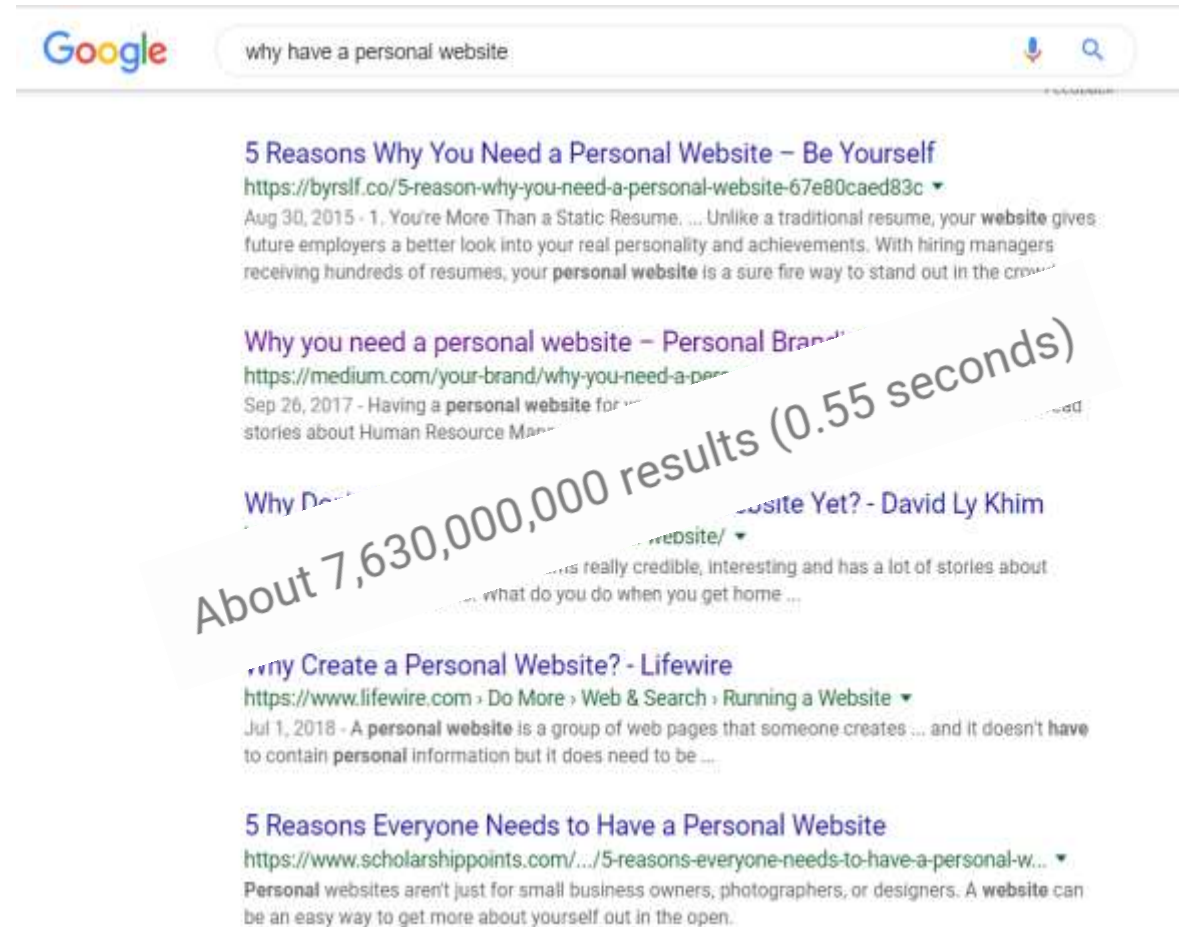 Google
why have a personal website
5 Reasons Why You Need a Personal Website – Be Yourself
https://byrslf.co/5-reason-why-you-need-a-personal-website-67e80caed83c
Aug 30, 2015 - 1. You're More Than a Static Resume. ... Unlike a traditional resume, your website gives
future employers a better look into your real personality and achievements. With hiring managers
receiving hundreds of resumes, your personal website is a sure fire way to stand out in the
Why you need a personal website – Personal
https://medium.com/your-brand/why-you-need-a-
Sep 26, 2017 - Having a personal website for
stories about Human Resource
About 7,630,000,000 results (0.55 seconds)
Why Yet? - David Ly Khim
website/
really credible, interesting and has a lot of stories about
What do you do when you get home ...
Why Create a Personal Website? - Lifewire
https://www.lifewire.com › Do More › Web & Search › Running a Website
Jul 1, 2018 - A personal website is a group of web pages that someone creates ... and it doesn't have
to contain personal information but it does need to be ...
5 Reasons Everyone Needs to Have a Personal Website
https://www.scholarshippoints.com/.../5-reasons-everyone-needs-to-have-a-personal-w...
Personal websites aren't just for small business owners, photographers, or designers. A website can
be an easy way to get more about yourself out in the open.